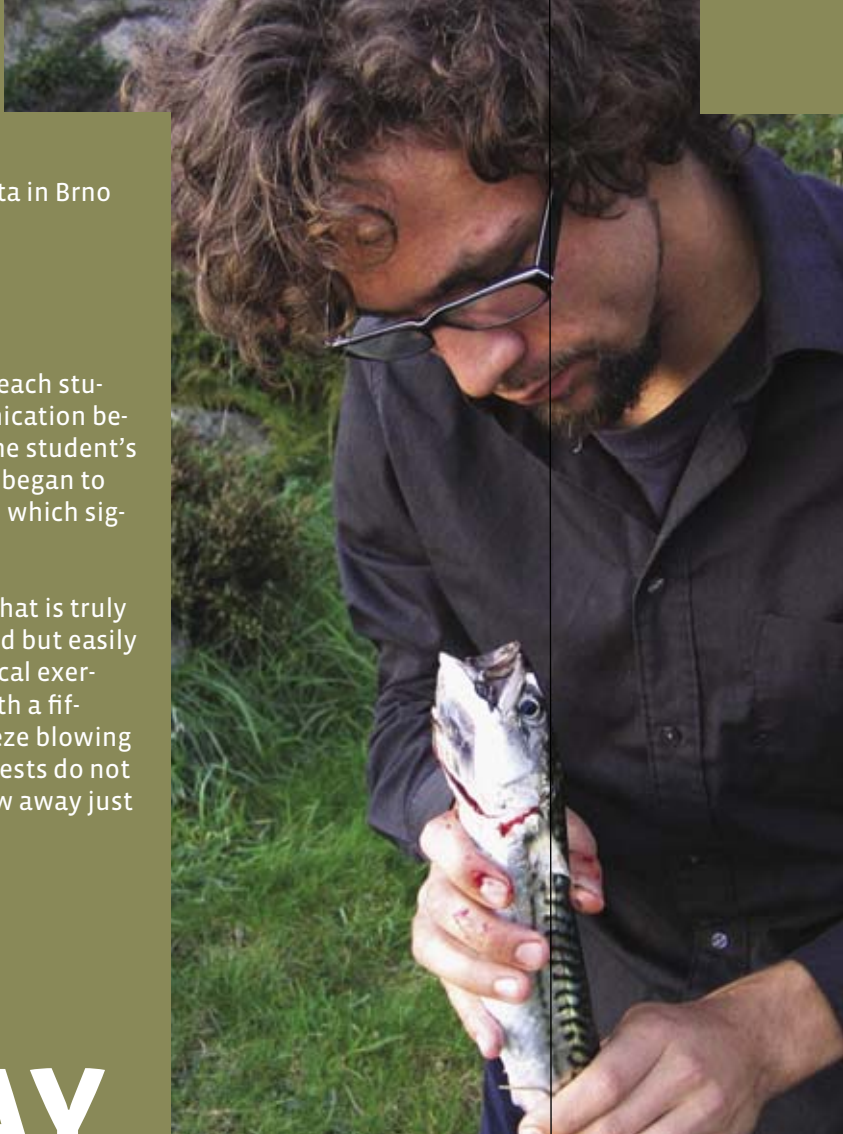 ta in Brno
each stu-
nication be-
he student's
began to
which sig-
hat is truly
d but easily
cal exer-
th a fif-
eze blowing
ests do not
w away just
AY